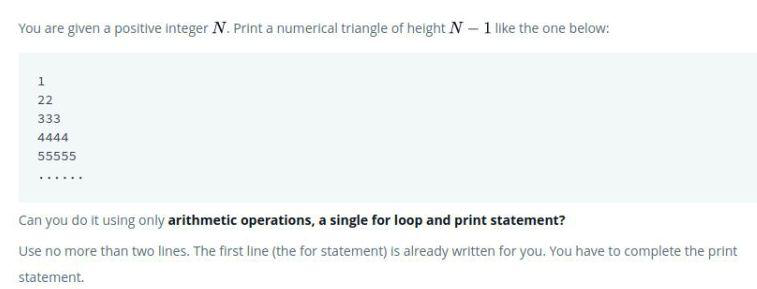 You are given a positive integer N. Print a numerical triangle of height N − 1 like the one below:
1
22
333
4444
55555
......
Can you do it using only arithmetic operations, a single for loop and print statement?
Use no more than two lines. The first line (the for statement) is already written for you. You have to complete the print
statement.